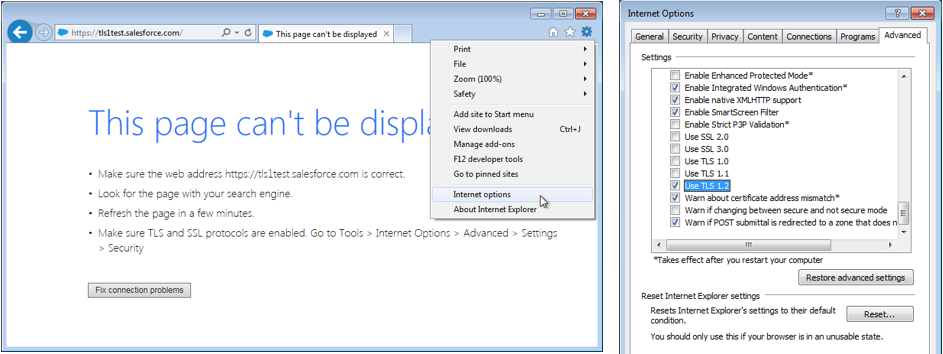 https://tls1test.salesforce.com/
This page can't be displayed
Print
File
Zoom (100%)
Safety
Add site to Start menu
View downloads Ctrl+J
Manage add-ons
F12 developer tools
Go to pinned sites
Internet options
About Internet Explorer
This page can't be displa
• Make sure the web address https://tls1test.salesforce.com is correct.
• Look for the page with your search engine.
• Refresh the page in a few minutes.
• Make sure TLS and SSL protocols are enabled. Go to Tools > Internet Options > Advanced > Settings
> Security
Fix connection problems
Internet Options
General Security Privacy Content Connections Programs Advanced
Settings
Enable Enhanced Protected Mode*
Enable Integrated Windows Authentication*
Enable native XMLHTTP support
Enable SmartScreen Filter
Enable Strict P3P Validation*
Use SSL 2.0
Use SSL 3.0
Use TLS 1.0
Use TLS 1.1
Use TLS 1.2
Warn about certificate address mismatch*
Warn if changing between secure and not secure mode
Warn if POST submittal is redirected to a zone that does n
*Takes effect after you restart your computer
Restore advanced settings
Reset Internet Explorer settings
Resets Internet Explorer's settings to their default
condition.
Reset...
You should only use this if your browser is in an unusable state.